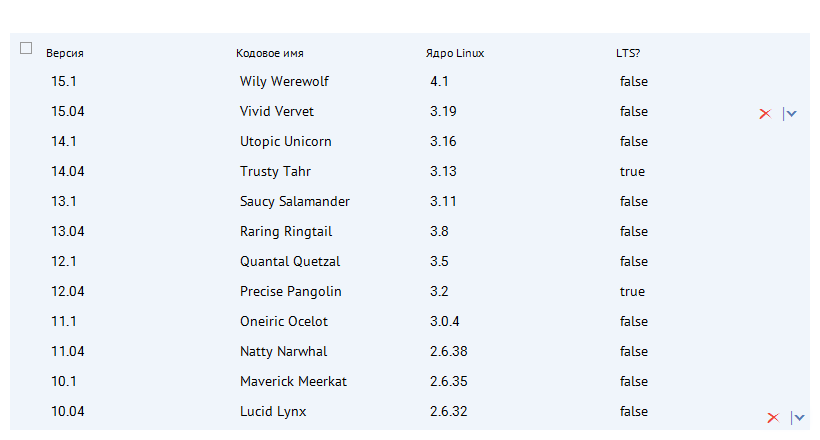 Версия Кодовое имя Ядро Linux LTS?
15.1 Wily Werewolf 4.1 false
15.04 Vivid Vervet 3.19 false
14.1 Utopic Unicorn 3.16 false
14.04 Trusty Tahr 3.13 true
13.1 Saucy Salamander 3.11 false
13.04 Raring Ringtail 3.8 false
12.1 Quantal Quetzal 3.5 false
12.04 Precise Pangolin 3.2 true
11.1 Oneiric Ocelot 3.0.4 false
11.04 Natty Narwhal 2.6.38 false
10.1 Maverick Meerkat 2.6.35 false
10.04 Lucid Lynx 2.6.32 false